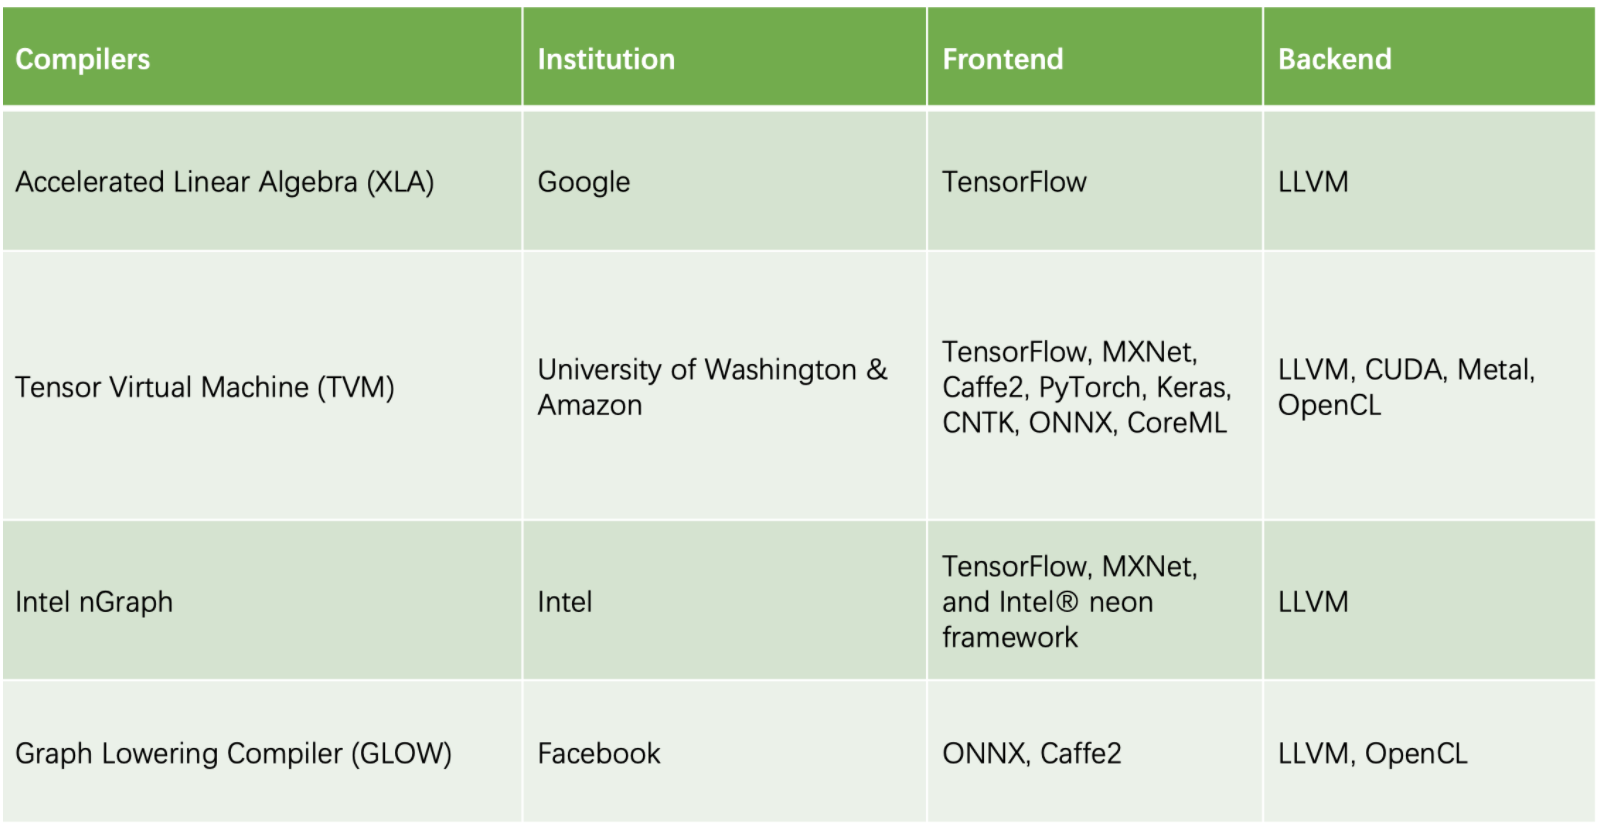 Compilers
Institution
Frontend
Backend
Accelerated Linear Algebra (XLA)
Google
TensorFlow
LLVM
Tensor Virtual Machine (TVM)
University of Washington &
Amazon
TensorFlow, MXNet,
Caffe2, PyTorch, Keras,
CNTK, ONNX, CoreML
LLVM, CUDA, Metal,
OpenCL
Intel nGraph
Intel
TensorFlow, MXNet,
and Intel® neon
framework
LLVM
Graph Lowering Compiler (GLOW)
Facebook
ONNX, Caffe2
LLVM, OpenCL